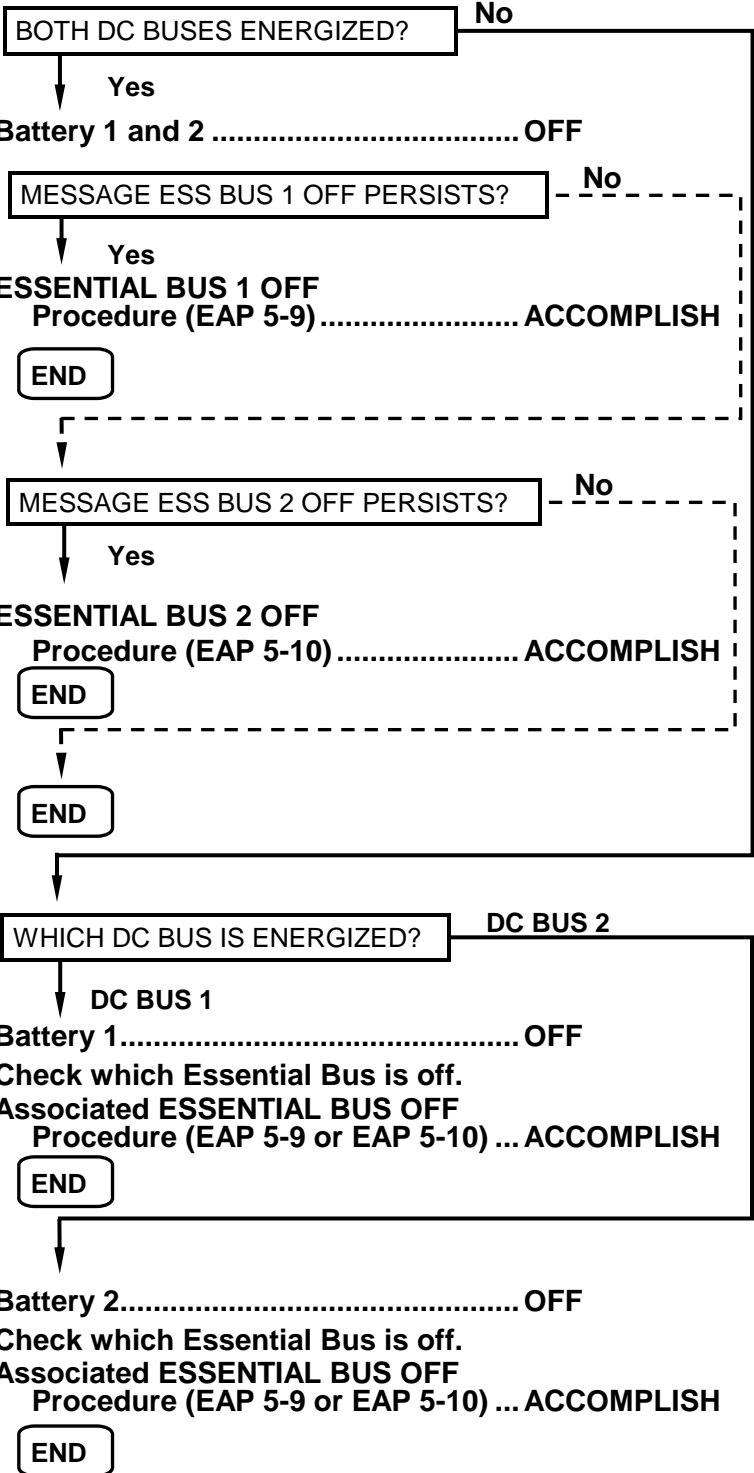 BOTH DC BUSES ENERGIZED?
No
Yes
Battery 1 and 2 ..................................... OFF
MESSAGE ESS BUS 1 OFF PERSISTS?
No
Yes
ESSENTIAL BUS 1 OFF
Procedure (EAP 5-9) ........................ ACCOMPLISH
END
MESSAGE ESS BUS 2 OFF PERSISTS?
No
Yes
ESSENTIAL BUS 2 OFF
Procedure (EAP 5-10) ...................... ACCOMPLISH
END
END
WHICH DC BUS IS ENERGIZED?
DC BUS 2
DC BUS 1
Battery 1................................................ OFF
Check which Essential Bus is off.
Associated ESSENTIAL BUS OFF
Procedure (EAP 5-9 or EAP 5-10) ... ACCOMPLISH
END
Battery 2................................................ OFF
Check which Essential Bus is off.
Associated ESSENTIAL BUS OFF
Procedure (EAP 5-9 or EAP 5-10) ... ACCOMPLISH
END